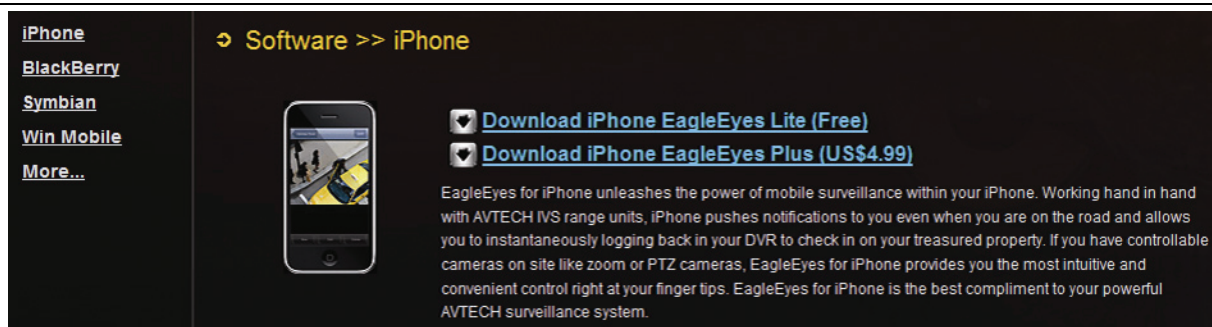 iPhone
BlackBerry
Symbian
Win Mobile
More...
Software >> iPhone
Download iPhone EagleEyes Lite (Free)
Download iPhone EagleEyes Plus (US$4.99)
EagleEyes for iPhone unleashes the power of mobile surveillance within your iPhone. Working hand in hand
with AVTECH IVS range units, iPhone pushes notifications to you even when you are on the road and allows
you to instantaneously logging back in your DVR to check in on your treasured property. If you have controllable
cameras on site like zoom or PTZ cameras, EagleEyes for iPhone provides you the most intuitive and
convenient control right at your finger tips. EagleEyes for iPhone is the best compliment to your powerful
AVTECH surveillance system.